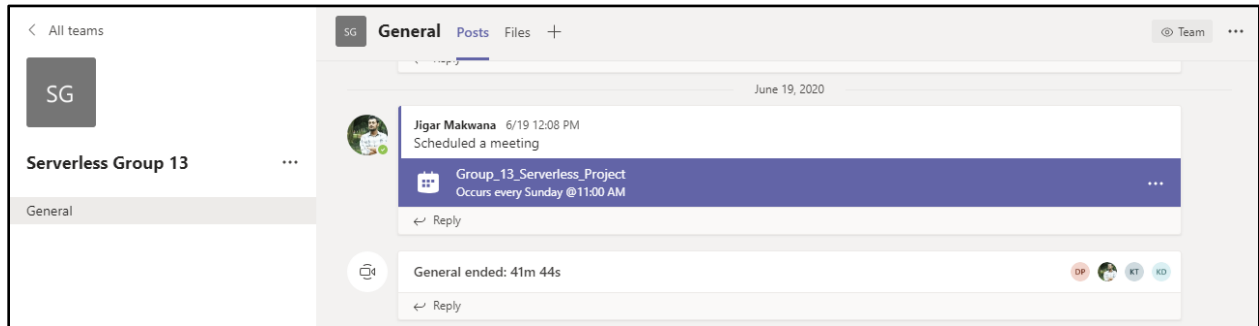 All teams
SG
Serverless Group 13
General
SG General Posts Files
Team
Reply
June 19, 2020
Jigar Makwana 6/19 12:08 PM
Scheduled a meeting
Group_13_Serverless_Project
Occurs every Sunday @11:00 AM
Reply
General ended: 41m 44s
DP KT KD
Reply